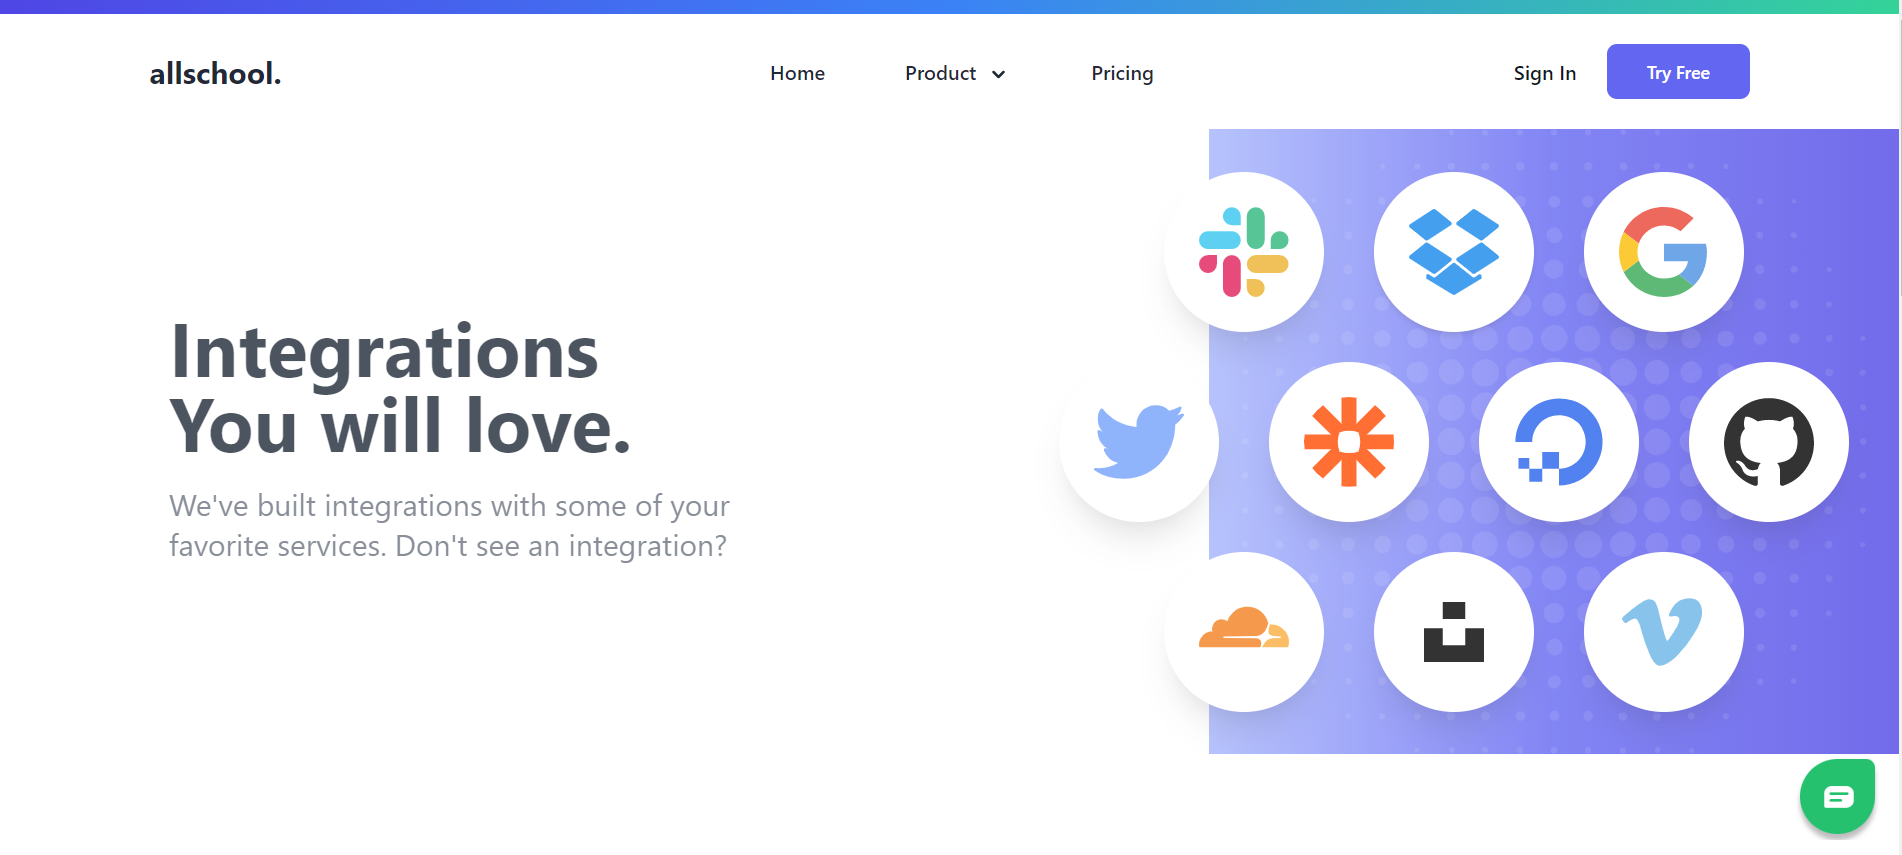 allschool.
Home
Product
Pricing
Sign In
Try Free
Integrations
You will love.
We've built integrations with some of your
favorite services. Don't see an integration?